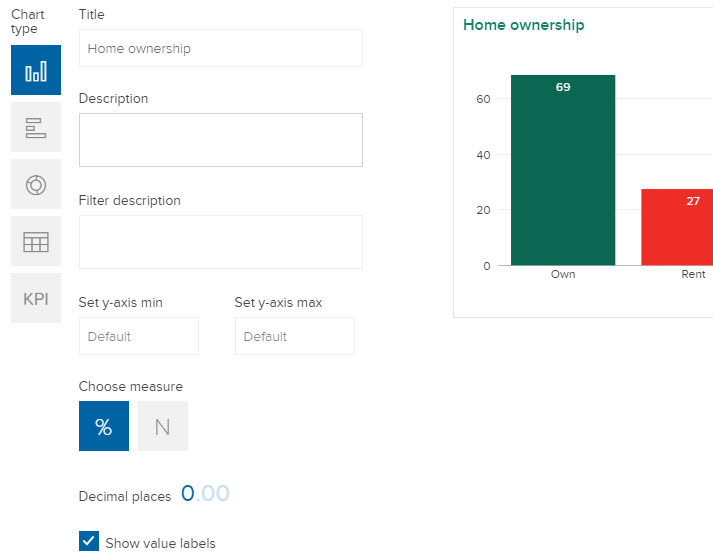 Chart
type
KPI
Title
Home ownership
Description
Filter description
Set y-axis min
Set y-axis max
Default
Default
Choose measure
%
N
Decimal places 0.00
Show value labels
Home ownership
60
40
20
0
69
27
Own
Rent